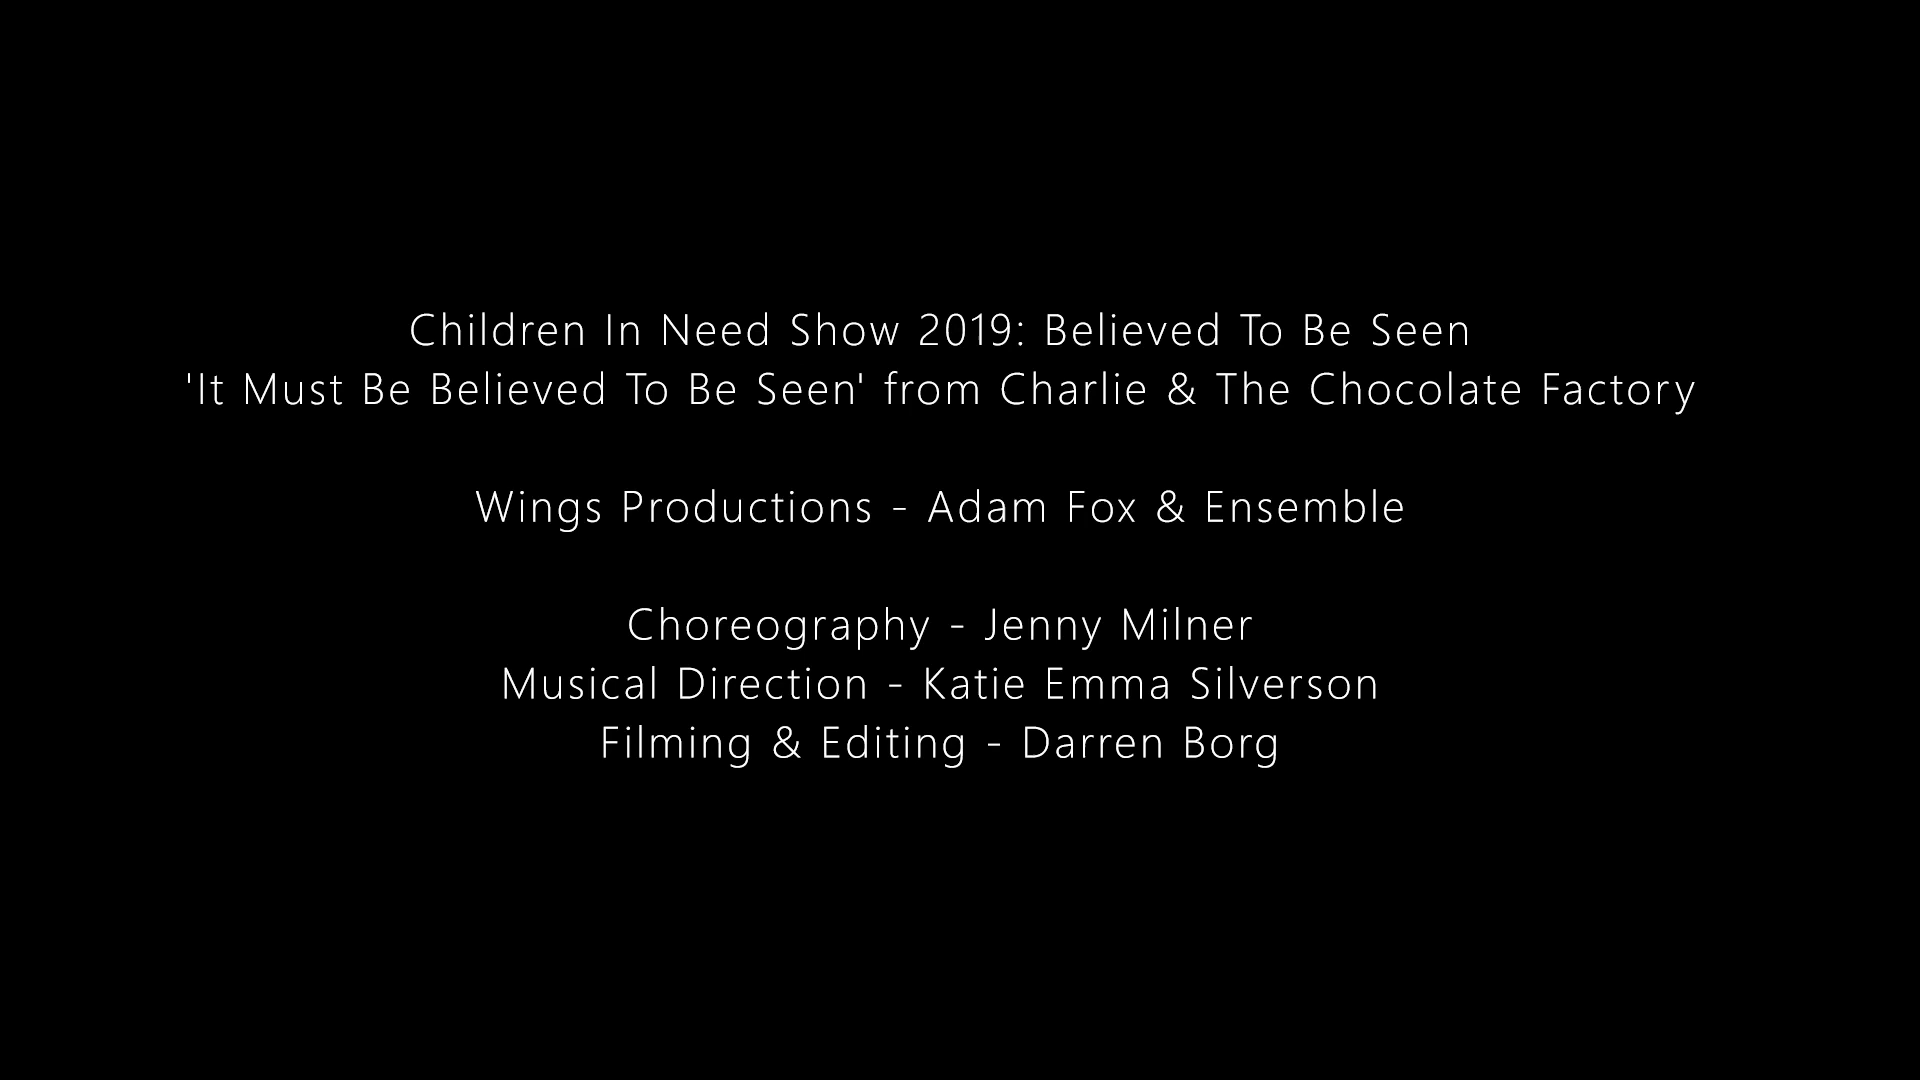 Children In Need Show 2019: Believed To Be Seen
'It Must Be Believed To Be Seen' from Charlie & The Chocolate Factory
Wings Productions - Adam Fox & Ensemble
Choreography - Jenny Milner
Musical Direction - Katie Emma Silverson
Filming & Editing - Darren Borg